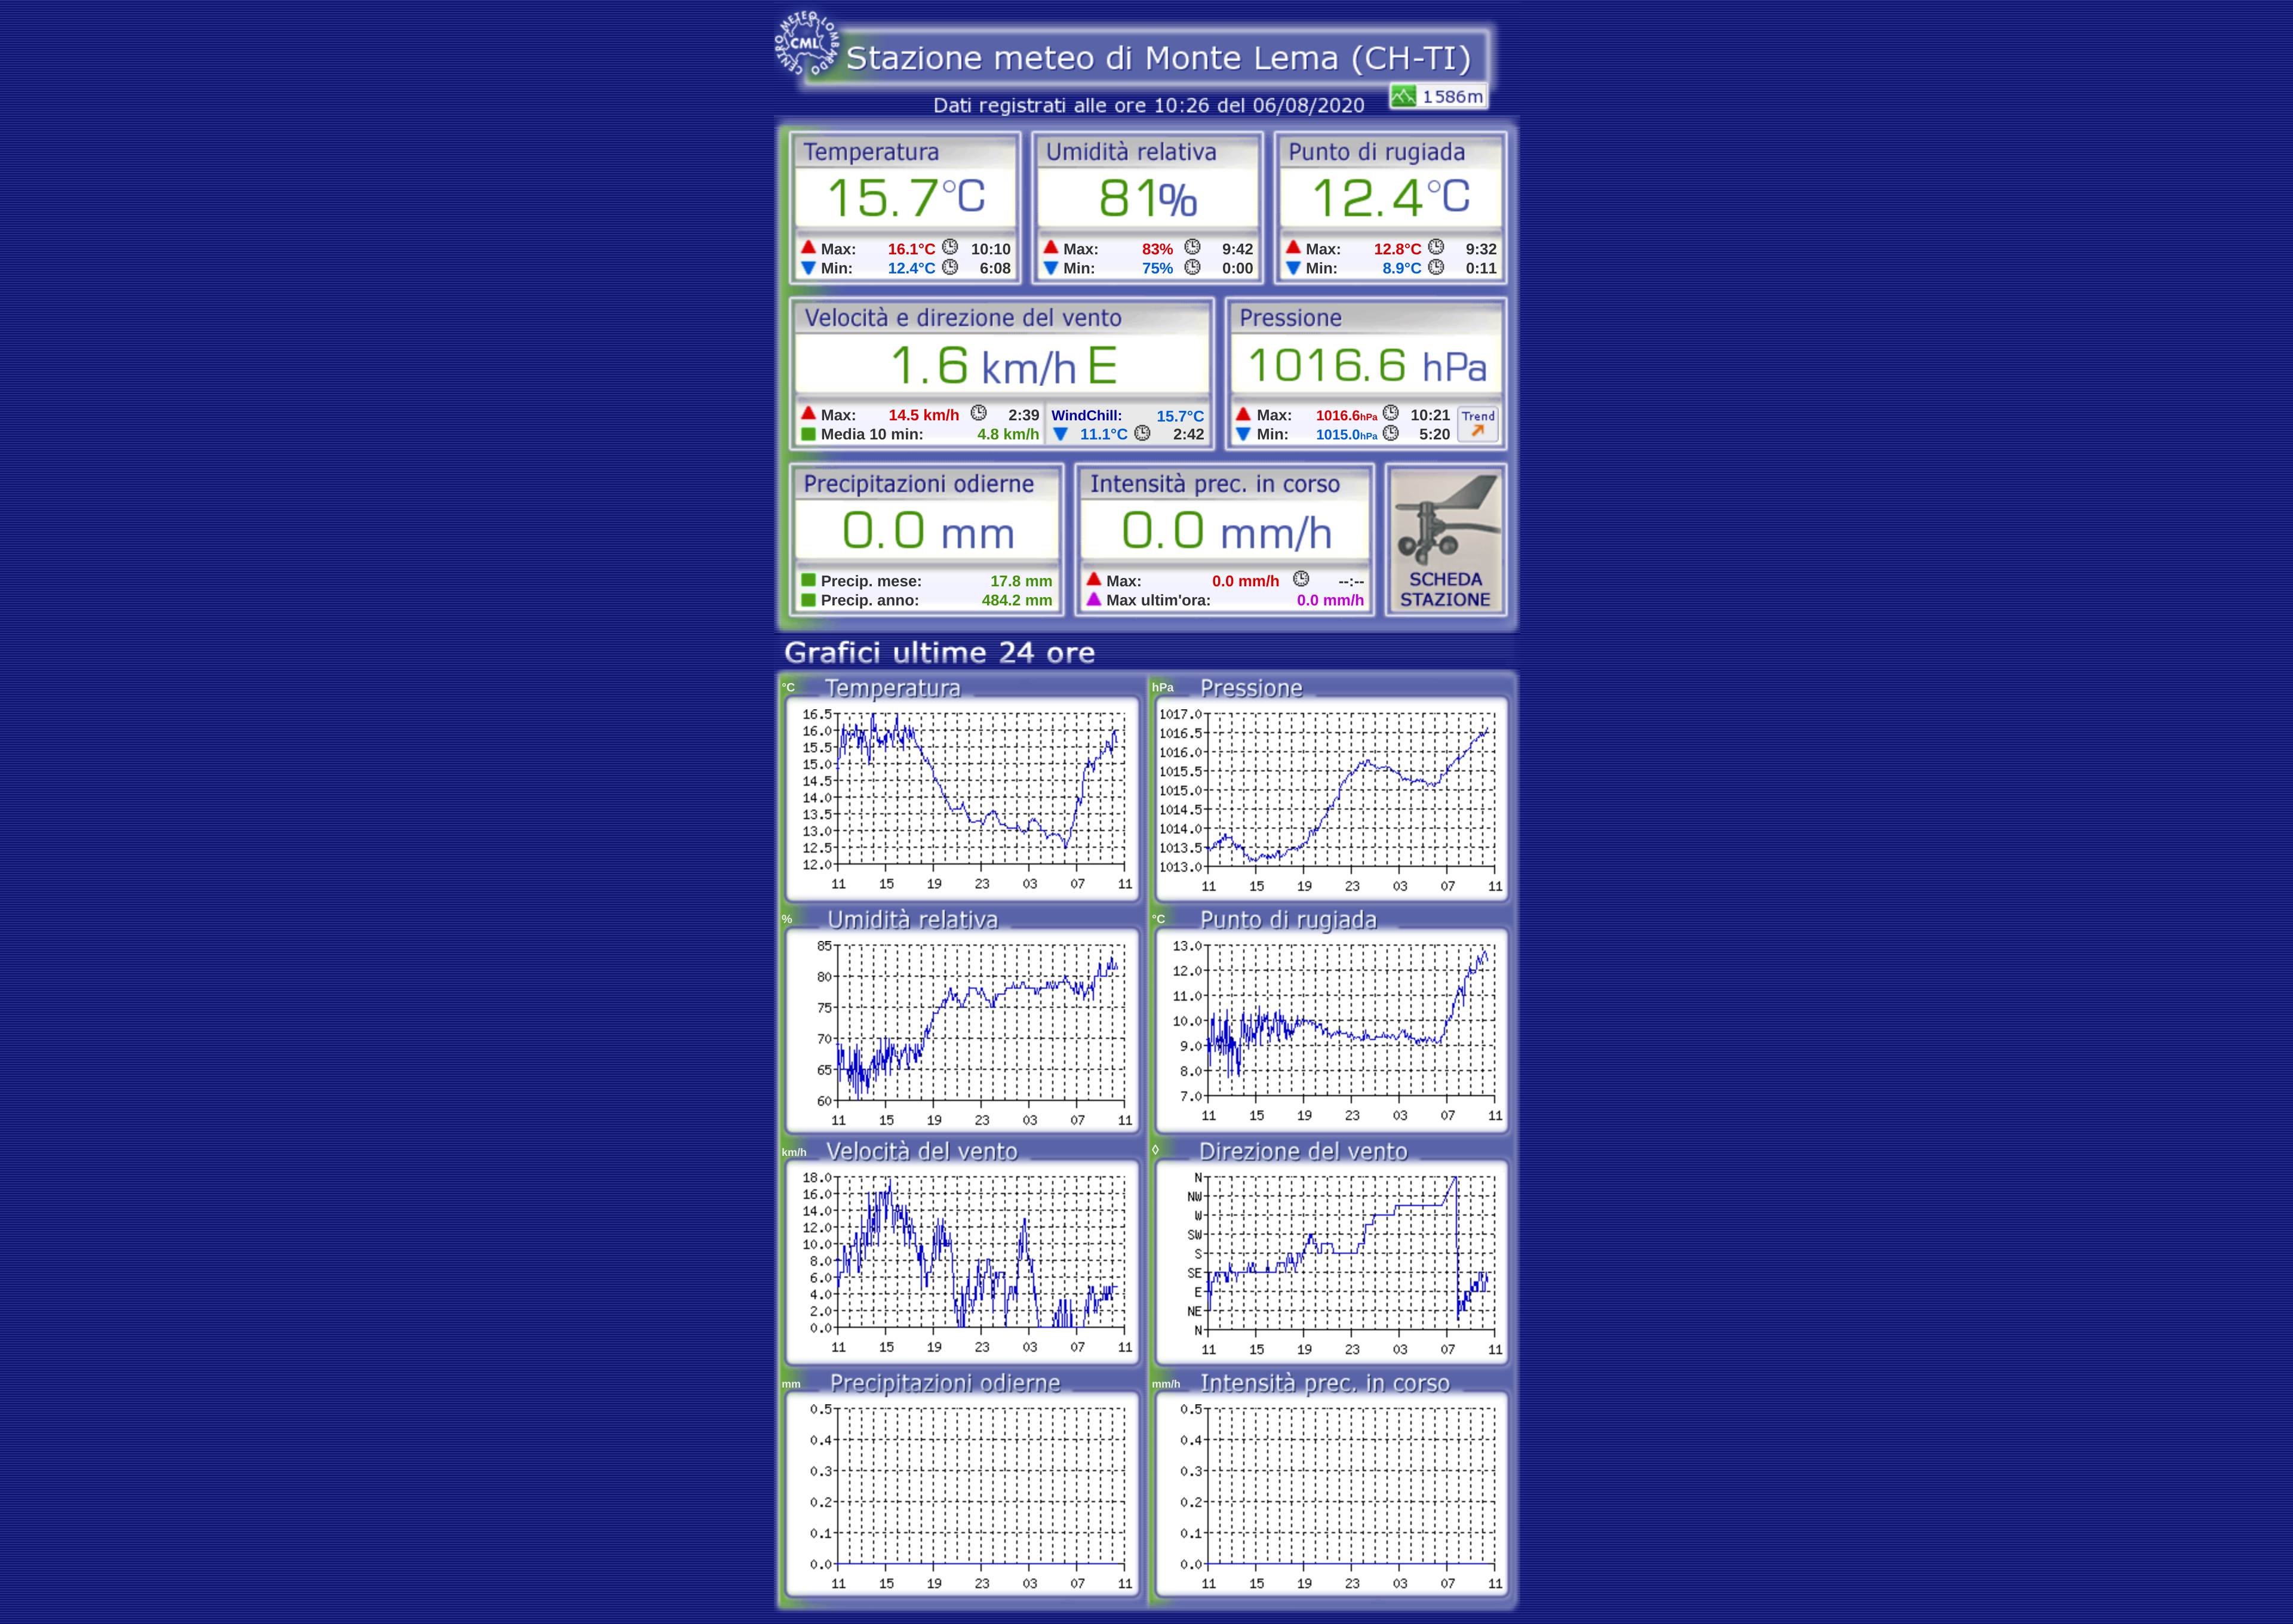 CENTRO METEO LOMBARDO
CML
Stazione meteo di Monte Lema (CH-TI)
Dati registrati alle ore 10:26 del 06/08/2020
1586m
Temperatura
15.7°C
Max: 16.1°C 10:10
Min: 12.4°C 6:08
Umidità relativa
81%
Max: 83% 9:42
Min: 75% 0:00
Punto di rugiada
12.4°C
Max: 12.8°C 9:32
Min: 8.9°C 0:11
Velocità e direzione del vento
1.6 km/h E
Max: 14.5 km/h 2:39
Media 10 min: 4.8 km/h
WindChill: 15.7°C
11.1°C 2:42
Pressione
1016.6 hPa
Max: 1016.6hPa 10:21
Min: 1015.0hPa 5:20
Trend
Precipitazioni odierne
0.0 mm
Precip. mese: 17.8 mm
Precip. anno: 484.2 mm
Intensità prec. in corso
0.0 mm/h
Max: 0.0 mm/h --:--
Max ultim'ora: 0.0 mm/h
SCHEDA
STAZIONE
Grafici ultime 24 ore
°C Temperatura
16.5
16.0
15.5
15.0
14.5
14.0
13.5
13.0
12.5
12.0
11 15 19 23 03 07 11
hPa Pressione
1017.0
1016.5
1016.0
1015.5
1015.0
1014.5
1014.0
1013.5
1013.0
11 15 19 23 03 07 11
% Umidità relativa
85
80
75
70
65
60
11 15 19 23 03 07 11
°C Punto di rugiada
13.0
12.0
11.0
10.0
9.0
8.0
7.0
11 15 19 23 03 07 11
km/h Velocità del vento
18.0
16.0
14.0
12.0
10.0
8.0
6.0
4.0
2.0
0.0
11 15 19 23 03 07 11
◊ Direzione del vento
N
NW
W
SW
S
SE
E
NE
N
11 15 19 23 03 07 11
mm Precipitazioni odierne
0.5
0.4
0.3
0.2
0.1
0.0
11 15 19 23 03 07 11
mm/h Intensità prec. in corso
0.5
0.4
0.3
0.2
0.1
0.0
11 15 19 23 03 07 11